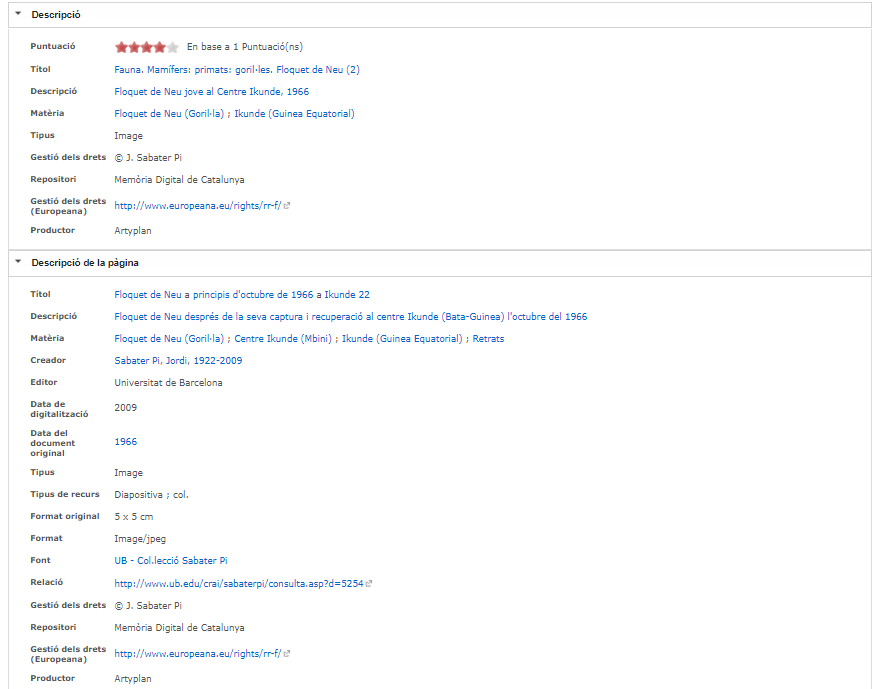 Descripció
Puntuació En base a 1 Puntuació(ns)
Títol Fauna. Mamífers: primats: goril·les. Floquet de Neu (2)
Descripció Floquet de Neu jove al Centre Ikunde, 1966
Matèria Floquet de Neu (Goril·la) ; Ikunde (Guinea Equatorial)
Tipus Image
Gestió dels drets © J. Sabater Pi
Repositori Memòria Digital de Catalunya
Gestió dels drets
(Europeana) http://www.europeana.eu/rights/rr-f/
Productor Artyplan
Descripció de la pàgina
Títol Floquet de Neu a principis d'octubre de 1966 a Ikunde 22
Descripció Floquet de Neu després de la seva captura i recuperació al centre Ikunde (Bata-Guinea) l'octubre del 1966
Matèria Floquet de Neu (Goril·la) ; Centre Ikunde (Mbini) ; Ikunde (Guinea Equatorial) ; Retrats
Creador Sabater Pi, Jordi, 1922-2009
Editor Universitat de Barcelona
Data de
digitalització 2009
Data del
document
original 1966
Tipus Image
Tipus de recurs Diapositiva ; col.
Format original 5 x 5 cm
Format Image/jpeg
Font UB - Col.lecció Sabater Pi
Relació http://www.ub.edu/crai/sabaterpi/consulta.asp?d=5254
Gestió dels drets © J. Sabater Pi
Repositori Memòria Digital de Catalunya
Gestió dels drets
(Europeana) http://www.europeana.eu/rights/rr-f/
Productor Artyplan